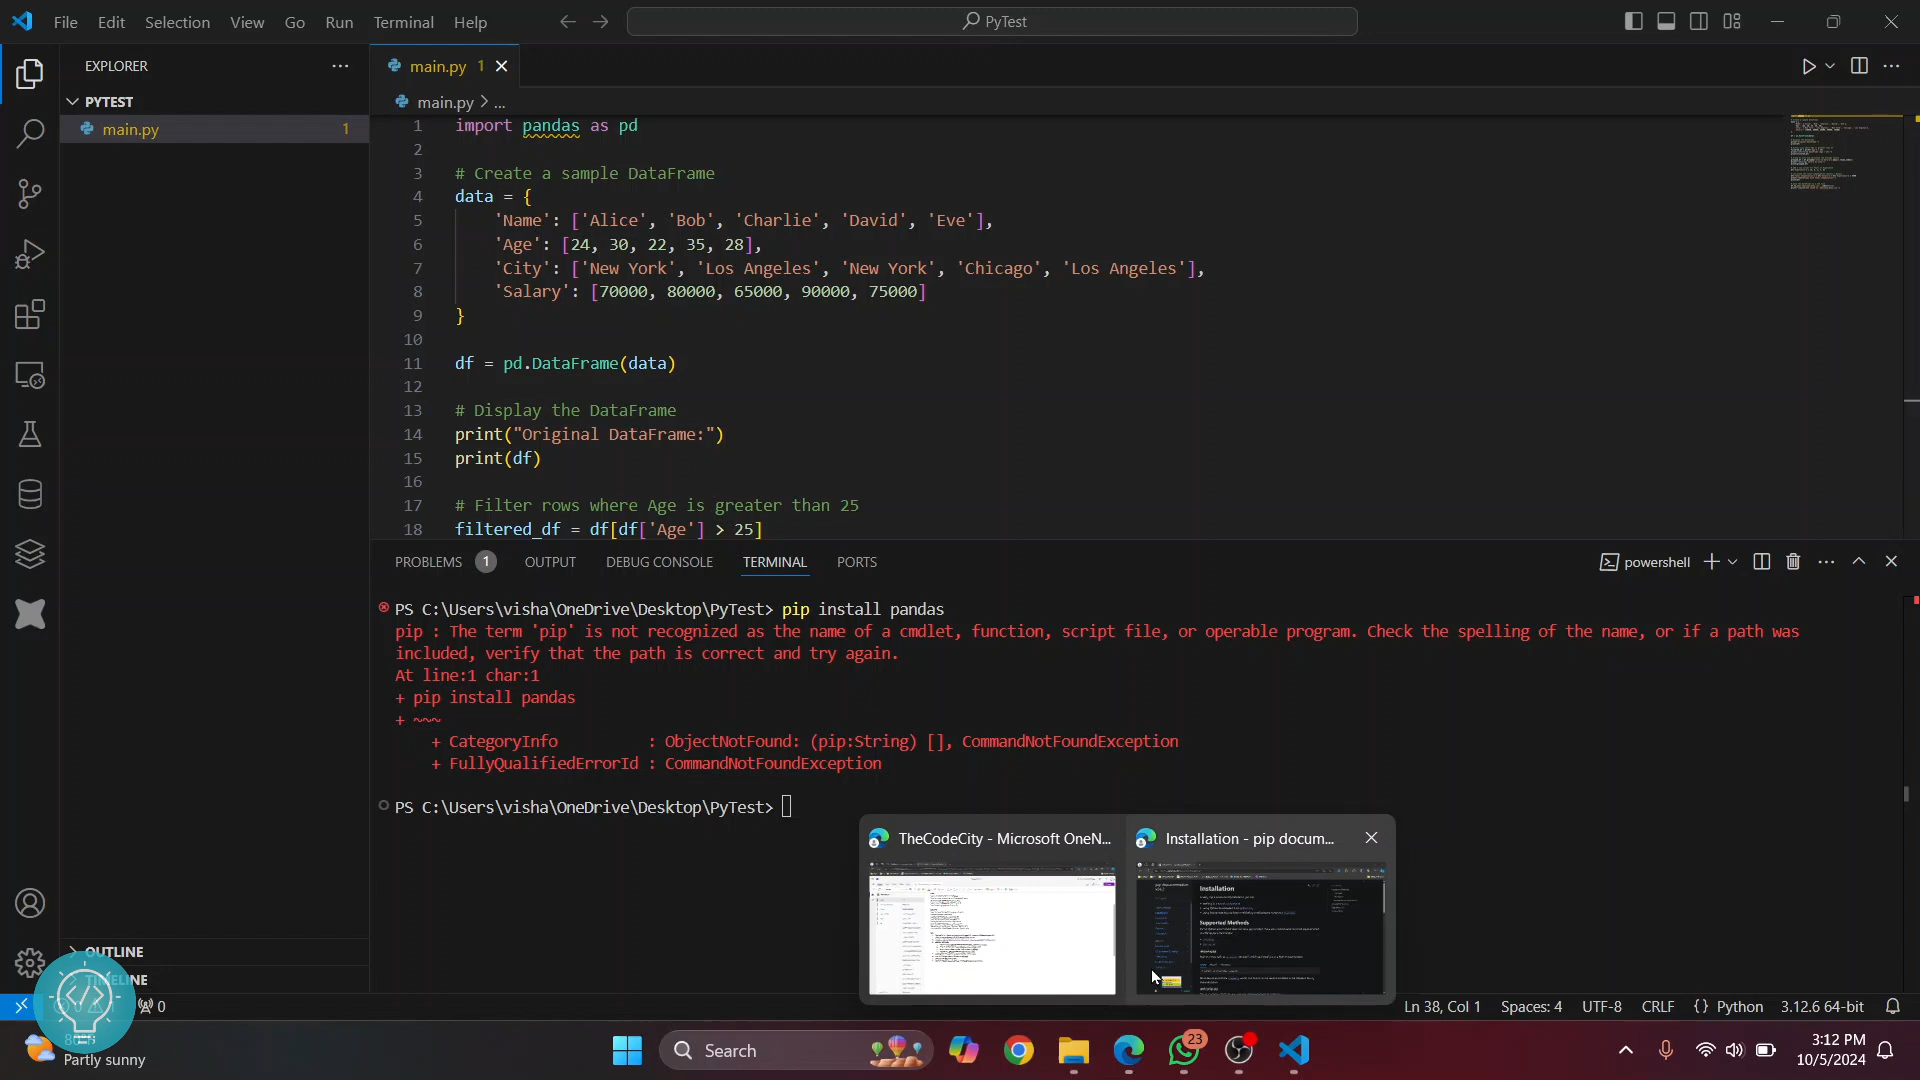 File Edit Selection View Go Run Terminal Help
PyTest
EXPLORER
PYTEST
main.py 1
main.py 1
main.py > ...
1 import pandas as pd
2
3 # Create a sample DataFrame
4 data = {
5 'Name': ['Alice', 'Bob', 'Charlie', 'David', 'Eve'],
6 'Age': [24, 30, 22, 35, 28],
7 'City': ['New York', 'Los Angeles', 'New York', 'Chicago', 'Los Angeles'],
8 'Salary': [70000, 80000, 65000, 90000, 75000]
9 }
10
11 df = pd.DataFrame(data)
12
13 # Display the DataFrame
14 print("Original DataFrame:")
15 print(df)
16
17 # Filter rows where Age is greater than 25
18 filtered_df = df[df['Age'] > 25]
PROBLEMS 1 OUTPUT DEBUG CONSOLE TERMINAL PORTS
powershell
PS C:\Users\visha\OneDrive\Desktop\PyTest> pip install pandas
pip : The term 'pip' is not recognized as the name of a cmdlet, function, script file, or operable program. Check the spelling of the name, or if a path was
included, verify that the path is correct and try again.
At line:1 char:1
+ pip install pandas
+ ~~~
+ CategoryInfo : ObjectNotFound: (pip:String) [], CommandNotFoundException
+ FullyQualifiedErrorId : CommandNotFoundException
PS C:\Users\visha\OneDrive\Desktop\PyTest>
TheCodeCity - Microsoft OneN...
Installation - pip docum...
Installation
Supported Methods
OUTLINE
0
Ln 38, Col 1 Spaces: 4 UTF-8 CRLF {} Python 3.12.6 64-bit
Partly sunny
Search
23
3:12 PM
10/5/2024